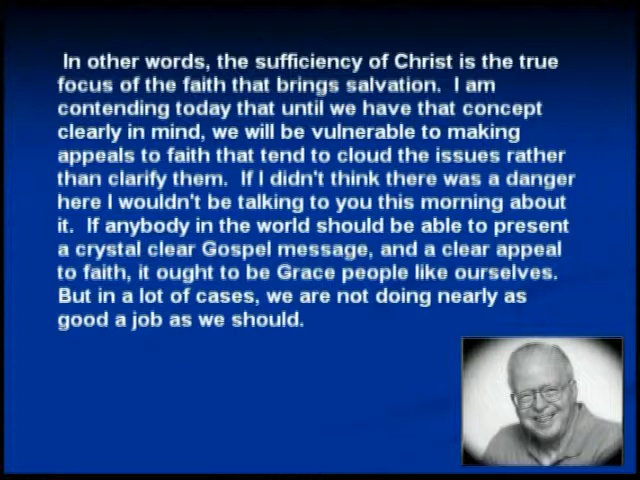 In other words, the sufficiency of Christ is the true
focus of the faith that brings salvation.  I am
contending today that until we have that concept
clearly in mind, we will be vulnerable to making
appeals to faith that tend to cloud the issues rather
than clarify them.  If I didn't think there was a danger
here I wouldn't be talking to you this morning about
it.  If anybody in the world should be able to present
a crystal clear Gospel message, and a clear appeal
to faith, it ought to be Grace people like ourselves.
But in a lot of cases, we are not doing nearly as
good a job as we should.